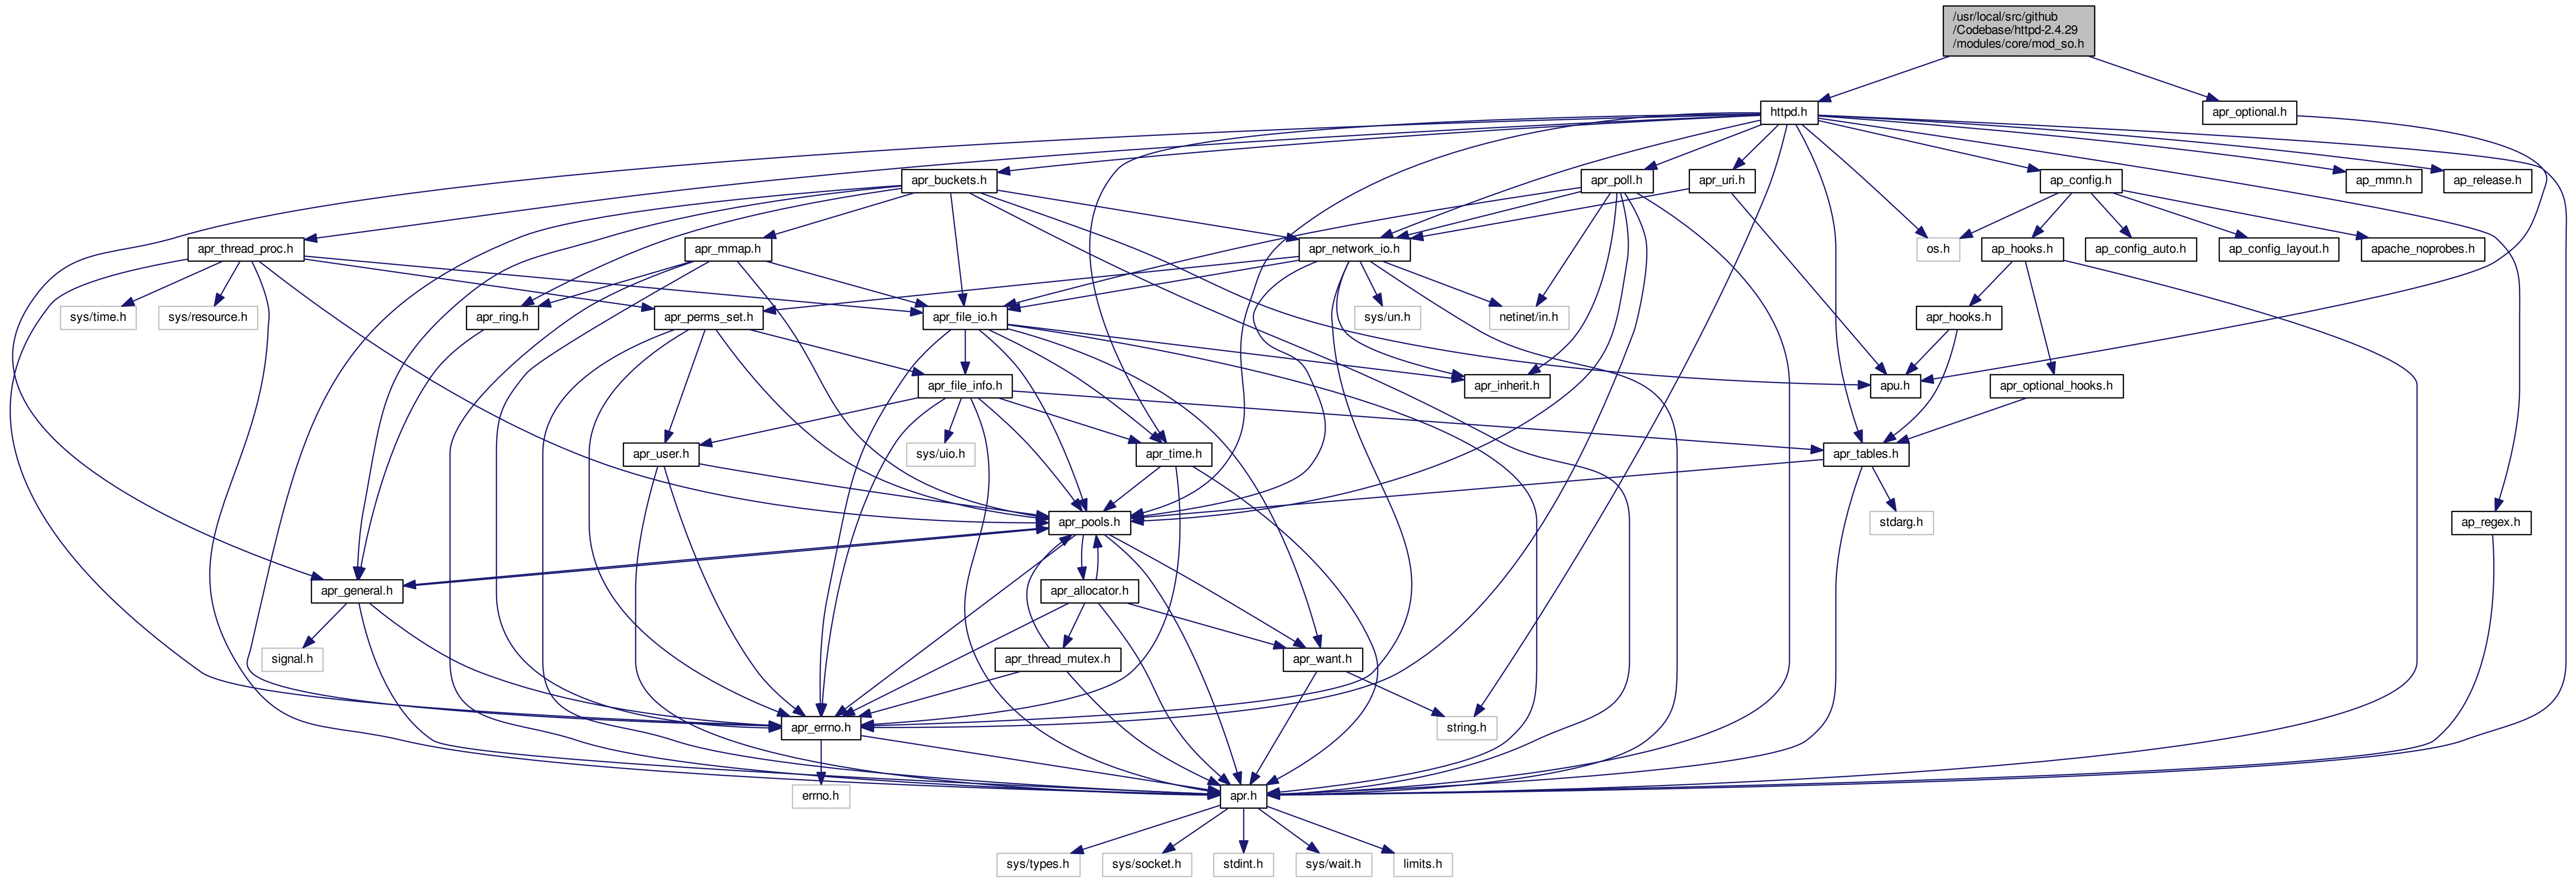 /usr/local/src/github
/Codebase/httpd-2.4.29
/modules/core/mod_so.h
httpd.h
apr_optional.h
apr_buckets.h
apr_poll.h
apr_uri.h
ap_config.h
ap_mmn.h
ap_release.h
apr_thread_proc.h
apr_mmap.h
apr_network_io.h
os.h
ap_hooks.h
ap_config_auto.h
ap_config_layout.h
apache_noprobes.h
sys/time.h
sys/resource.h
apr_ring.h
apr_perms_set.h
apr_file_io.h
sys/un.h
netinet/in.h
apr_hooks.h
apr_file_info.h
apr_inherit.h
apu.h
apr_optional_hooks.h
apr_user.h
sys/uio.h
apr_time.h
apr_tables.h
apr_pools.h
stdarg.h
ap_regex.h
apr_general.h
apr_allocator.h
signal.h
apr_thread_mutex.h
apr_want.h
apr_errno.h
string.h
errno.h
apr.h
sys/types.h
sys/socket.h
stdint.h
sys/wait.h
limits.h